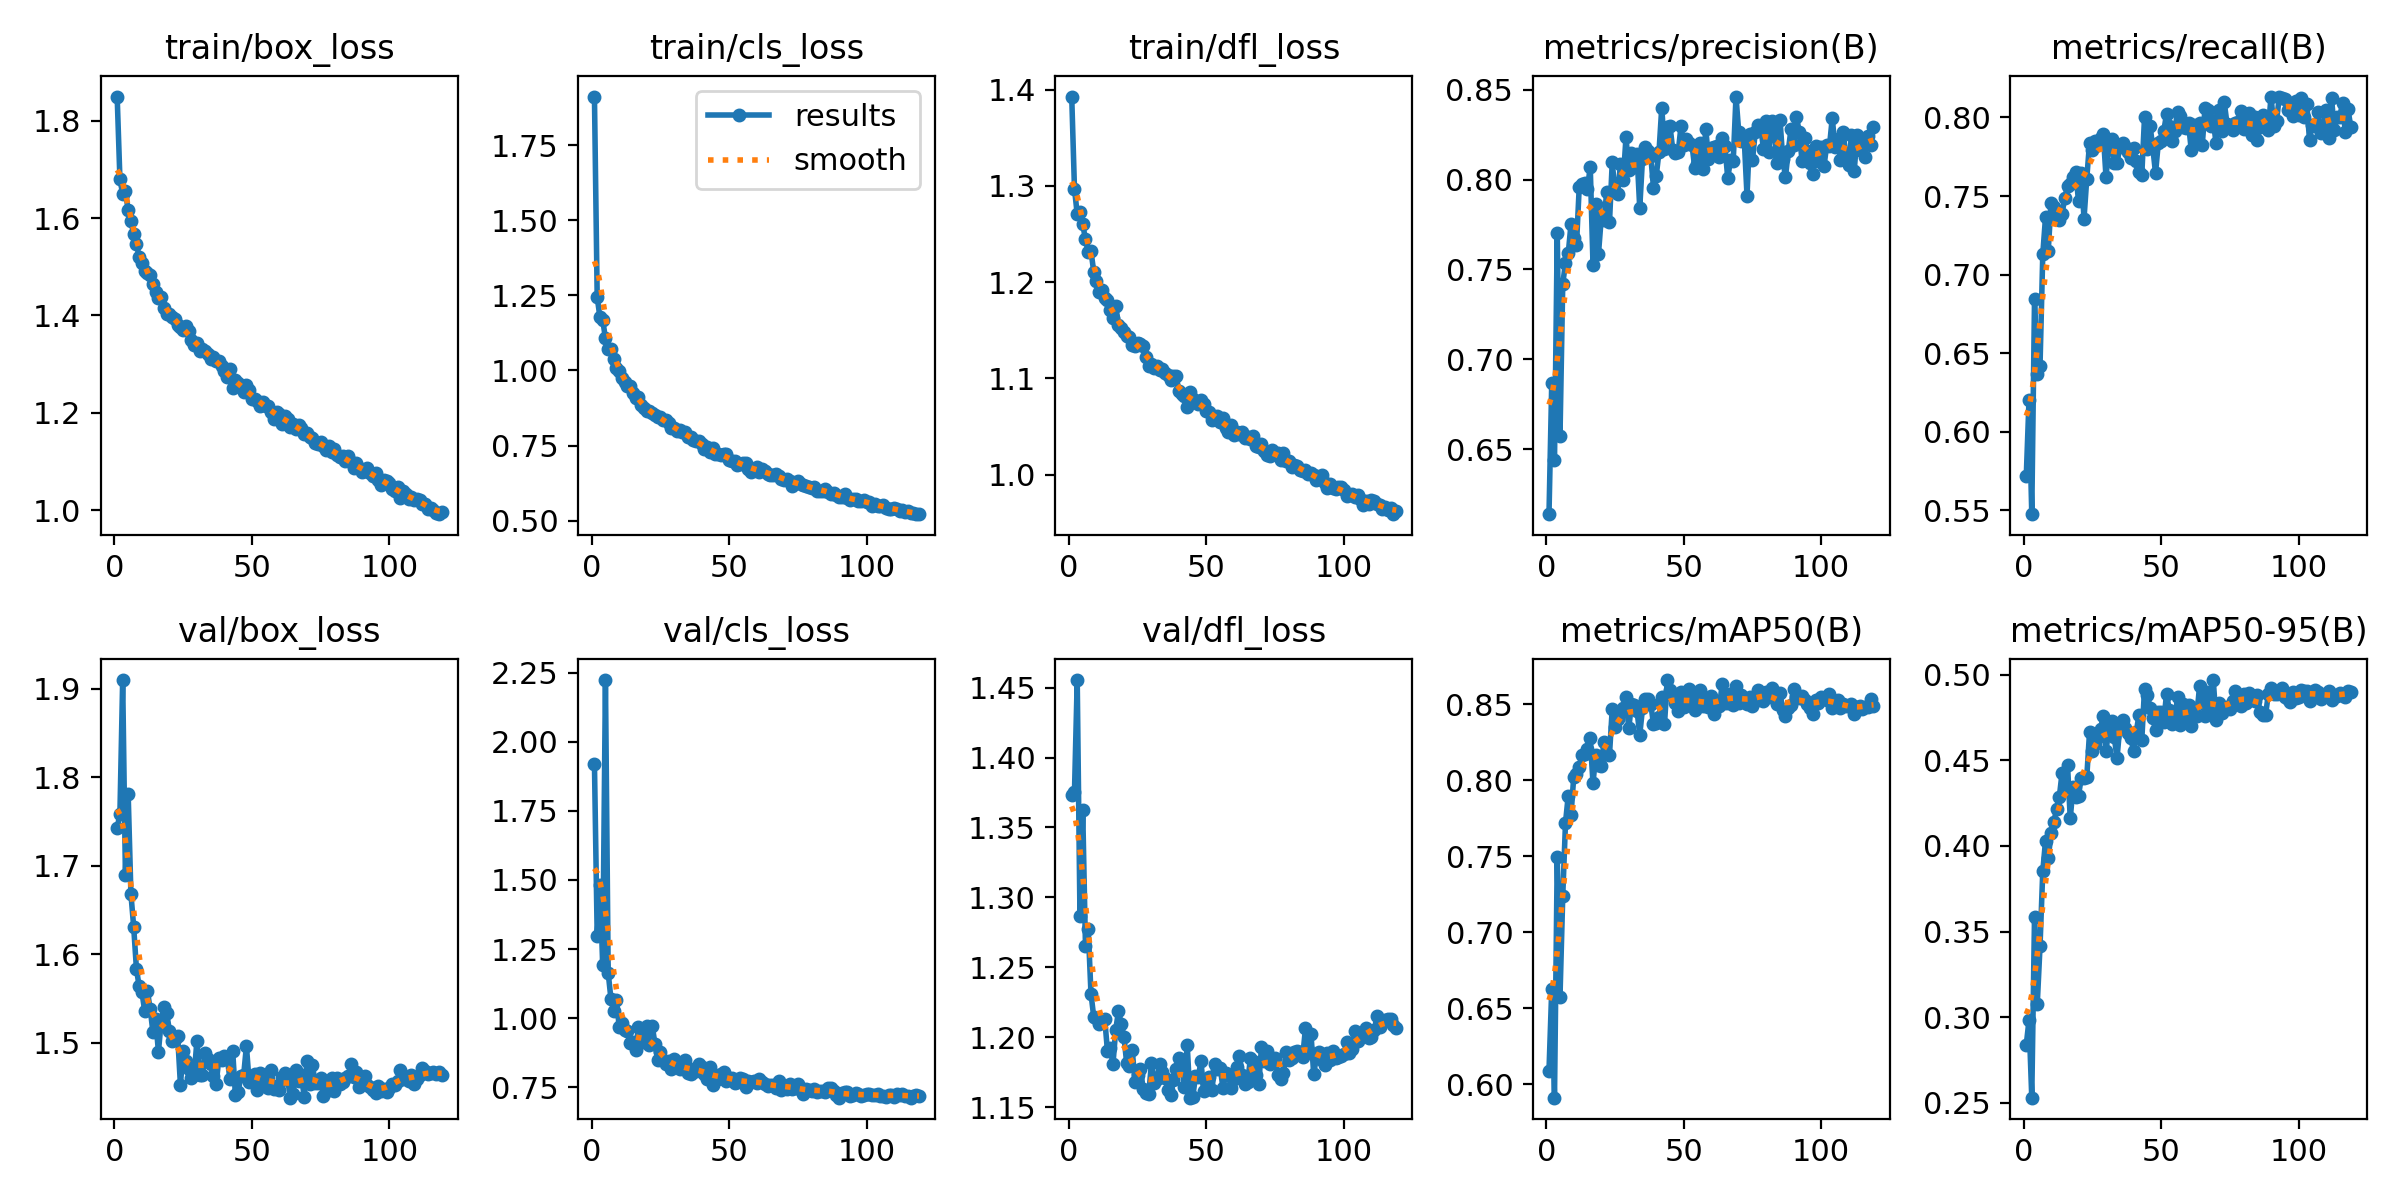 train/box_loss
1.8
1.6
1.4
1.2
1.0
0 50 100
train/cls_loss
results
smooth
1.75
1.50
1.25
1.00
0.75
0.50
0 50 100
train/dfl_loss
1.4
1.3
1.2
1.1
1.0
0 50 100
metrics/precision(B)
0.85
0.80
0.75
0.70
0.65
0 50 100
metrics/recall(B)
0.80
0.75
0.70
0.65
0.60
0.55
0 50 100
val/box_loss
1.9
1.8
1.7
1.6
1.5
0 50 100
val/cls_loss
2.25
2.00
1.75
1.50
1.25
1.00
0.75
0 50 100
val/dfl_loss
1.45
1.40
1.35
1.30
1.25
1.20
1.15
0 50 100
metrics/mAP50(B)
0.85
0.80
0.75
0.70
0.65
0.60
0 50 100
metrics/mAP50-95(B)
0.50
0.45
0.40
0.35
0.30
0.25
0 50 100